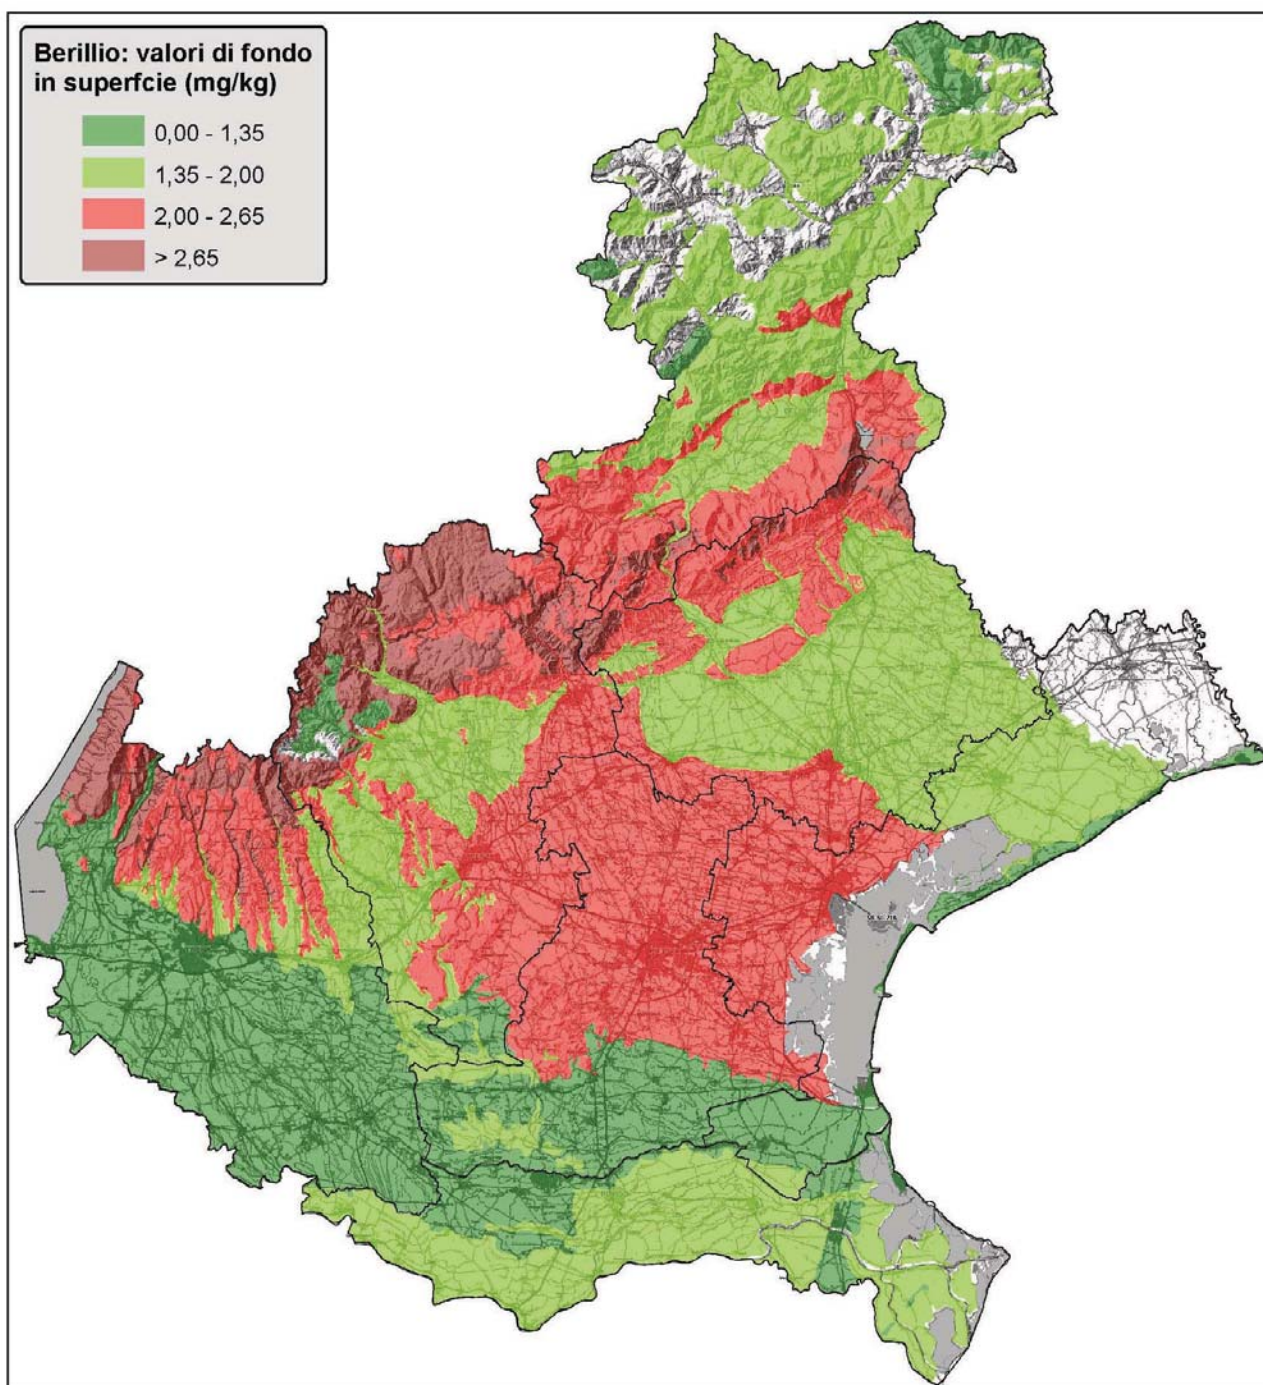 Berillio: valori di fondo
in superfcie (mg/kg)
0,00 - 1,35
1,35 - 2,00
2,00 - 2,65
> 2,65